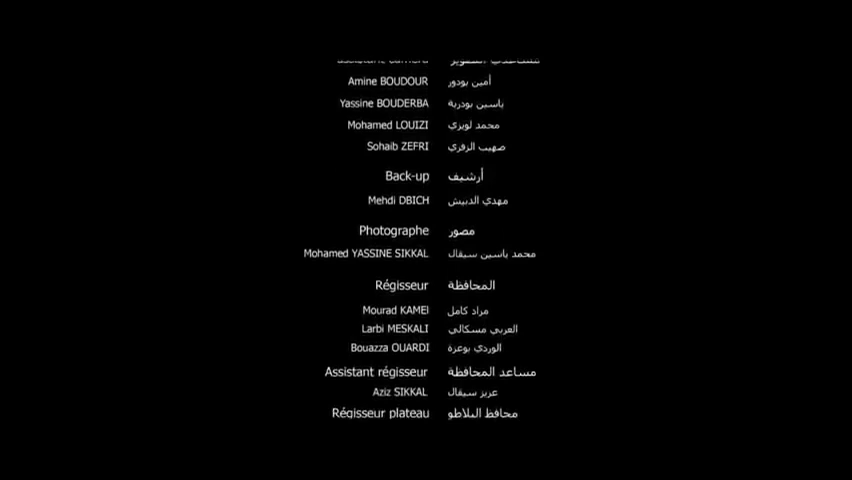 Amine BOUDOUR أمين بودور
Yassine BOUDERBA ياسين بودربة
Mohamed LOUIZI محمد لويزي
Sohaib ZEFRI صهيب الزفري
Back-up أرشيف
Mehdi DBICH مهدي الدبيش
Photographe مصور
Mohamed YASSINE SIKKAL محمد ياسين سيقال
Régisseur المحافظة
Mourad KAMEl مراد كامل
Larbi MESKALI العربي مسكالي
Bouazza OUARDI الوردي بوعزة
Assistant régisseur مساعد المحافظة
Aziz SIKKAL عزيز سيقال
Régisseur plateau محافظ البلاطو